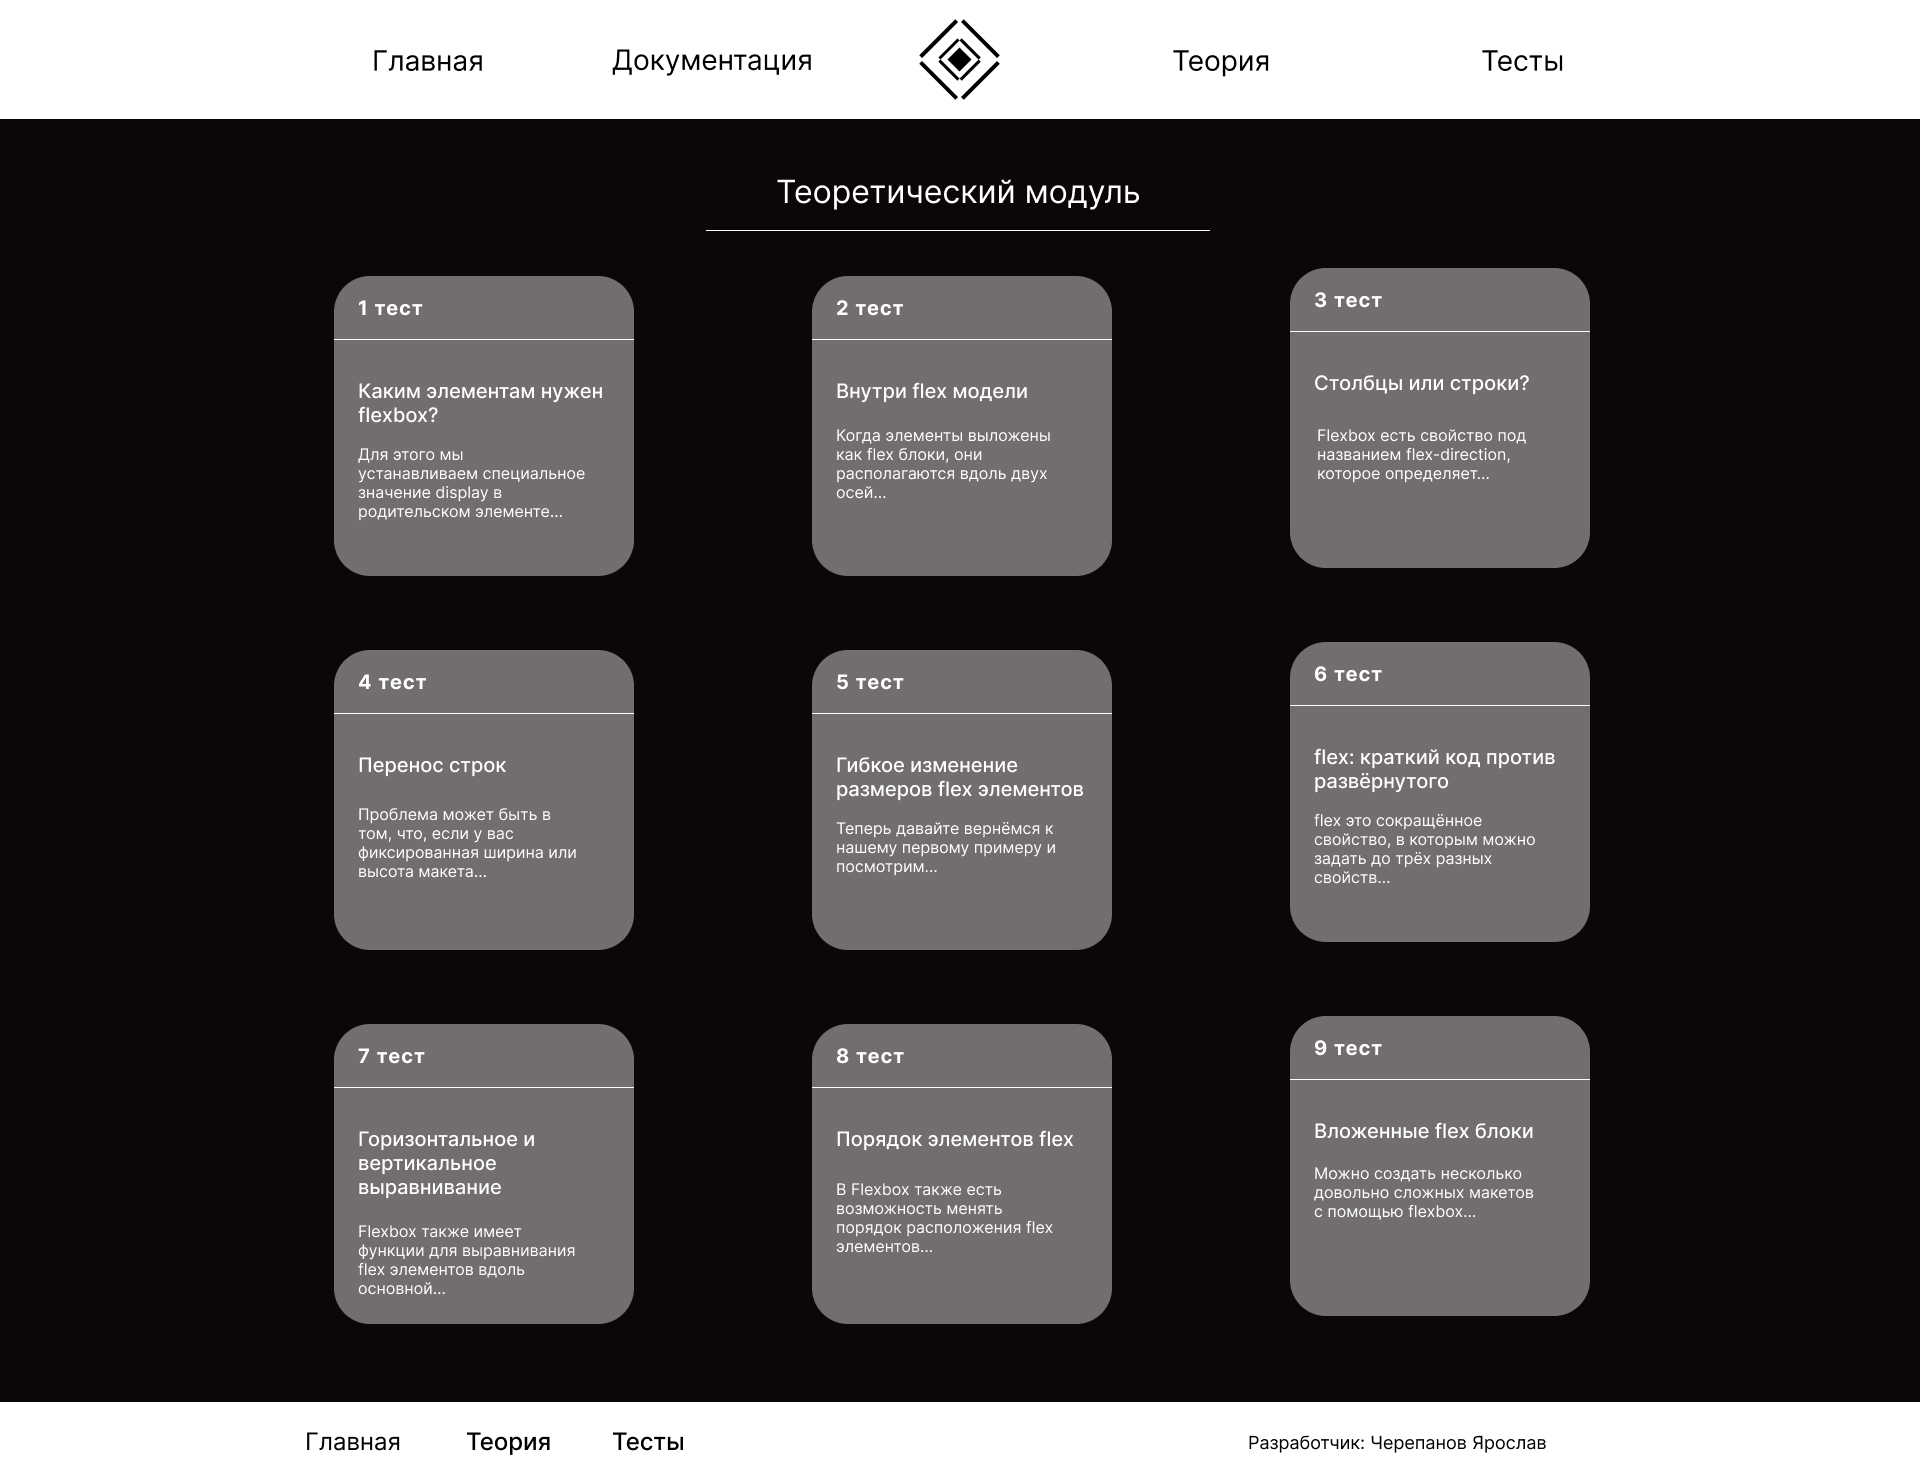 Главная
Документация
Теория
Тесты
Теоретический модуль
1 тест
Каким элементам нужен
flexbox?
Для этого мы
устанавливаем специальное
значение display в
родительском элементе...
2 тест
Внутри flex модели
Когда элементы выложены
как flex блоки, они
располагаются вдоль двух
осей...
3 тест
Столбцы или строки?
Flexbox есть свойство под
названием flex-direction,
которое определяет...
4 тест
Перенос строк
Проблема может быть в
том, что, если у вас
фиксированная ширина или
высота макета...
5 тест
Гибкое изменение
размеров flex элементов
Теперь давайте вернёмся к
нашему первому примеру и
посмотрим...
6 тест
flex: краткий код против
развёрнутого
flex это сокращённое
свойство, в которым можно
задать до трёх разных
свойств...
7 тест
Горизонтальное и
вертикальное
выравнивание
Flexbox также имеет
функции для выравнивания
flex элементов вдоль
основной...
8 тест
Порядок элементов flex
В Flexbox также есть
возможность менять
порядок расположения flex
элементов...
9 тест
Вложенные flex блоки
Можно создать несколько
довольно сложных макетов
с помощью flexbox...
Главная
Теория
Тесты
Разработчик: Черепанов Ярослав